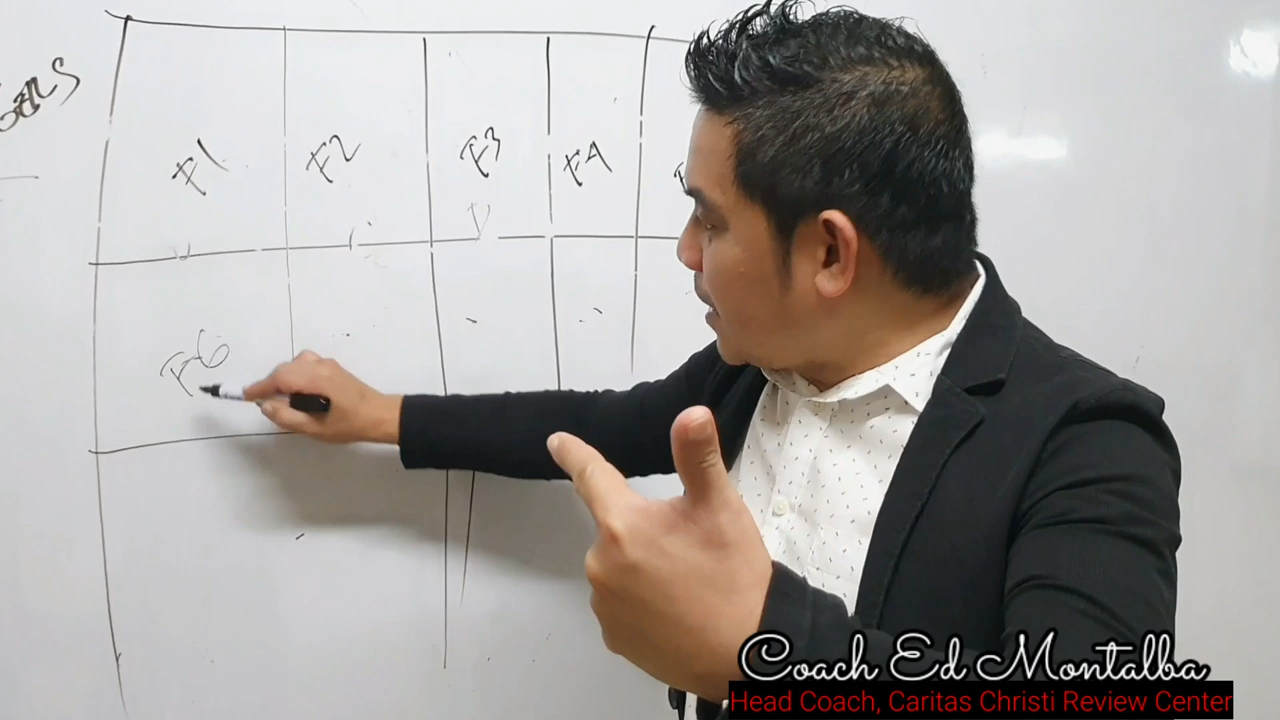 F1 F2 F3 F4
F6
Coach Ed Montalba
Head Coach, Caritas Christi Review Center